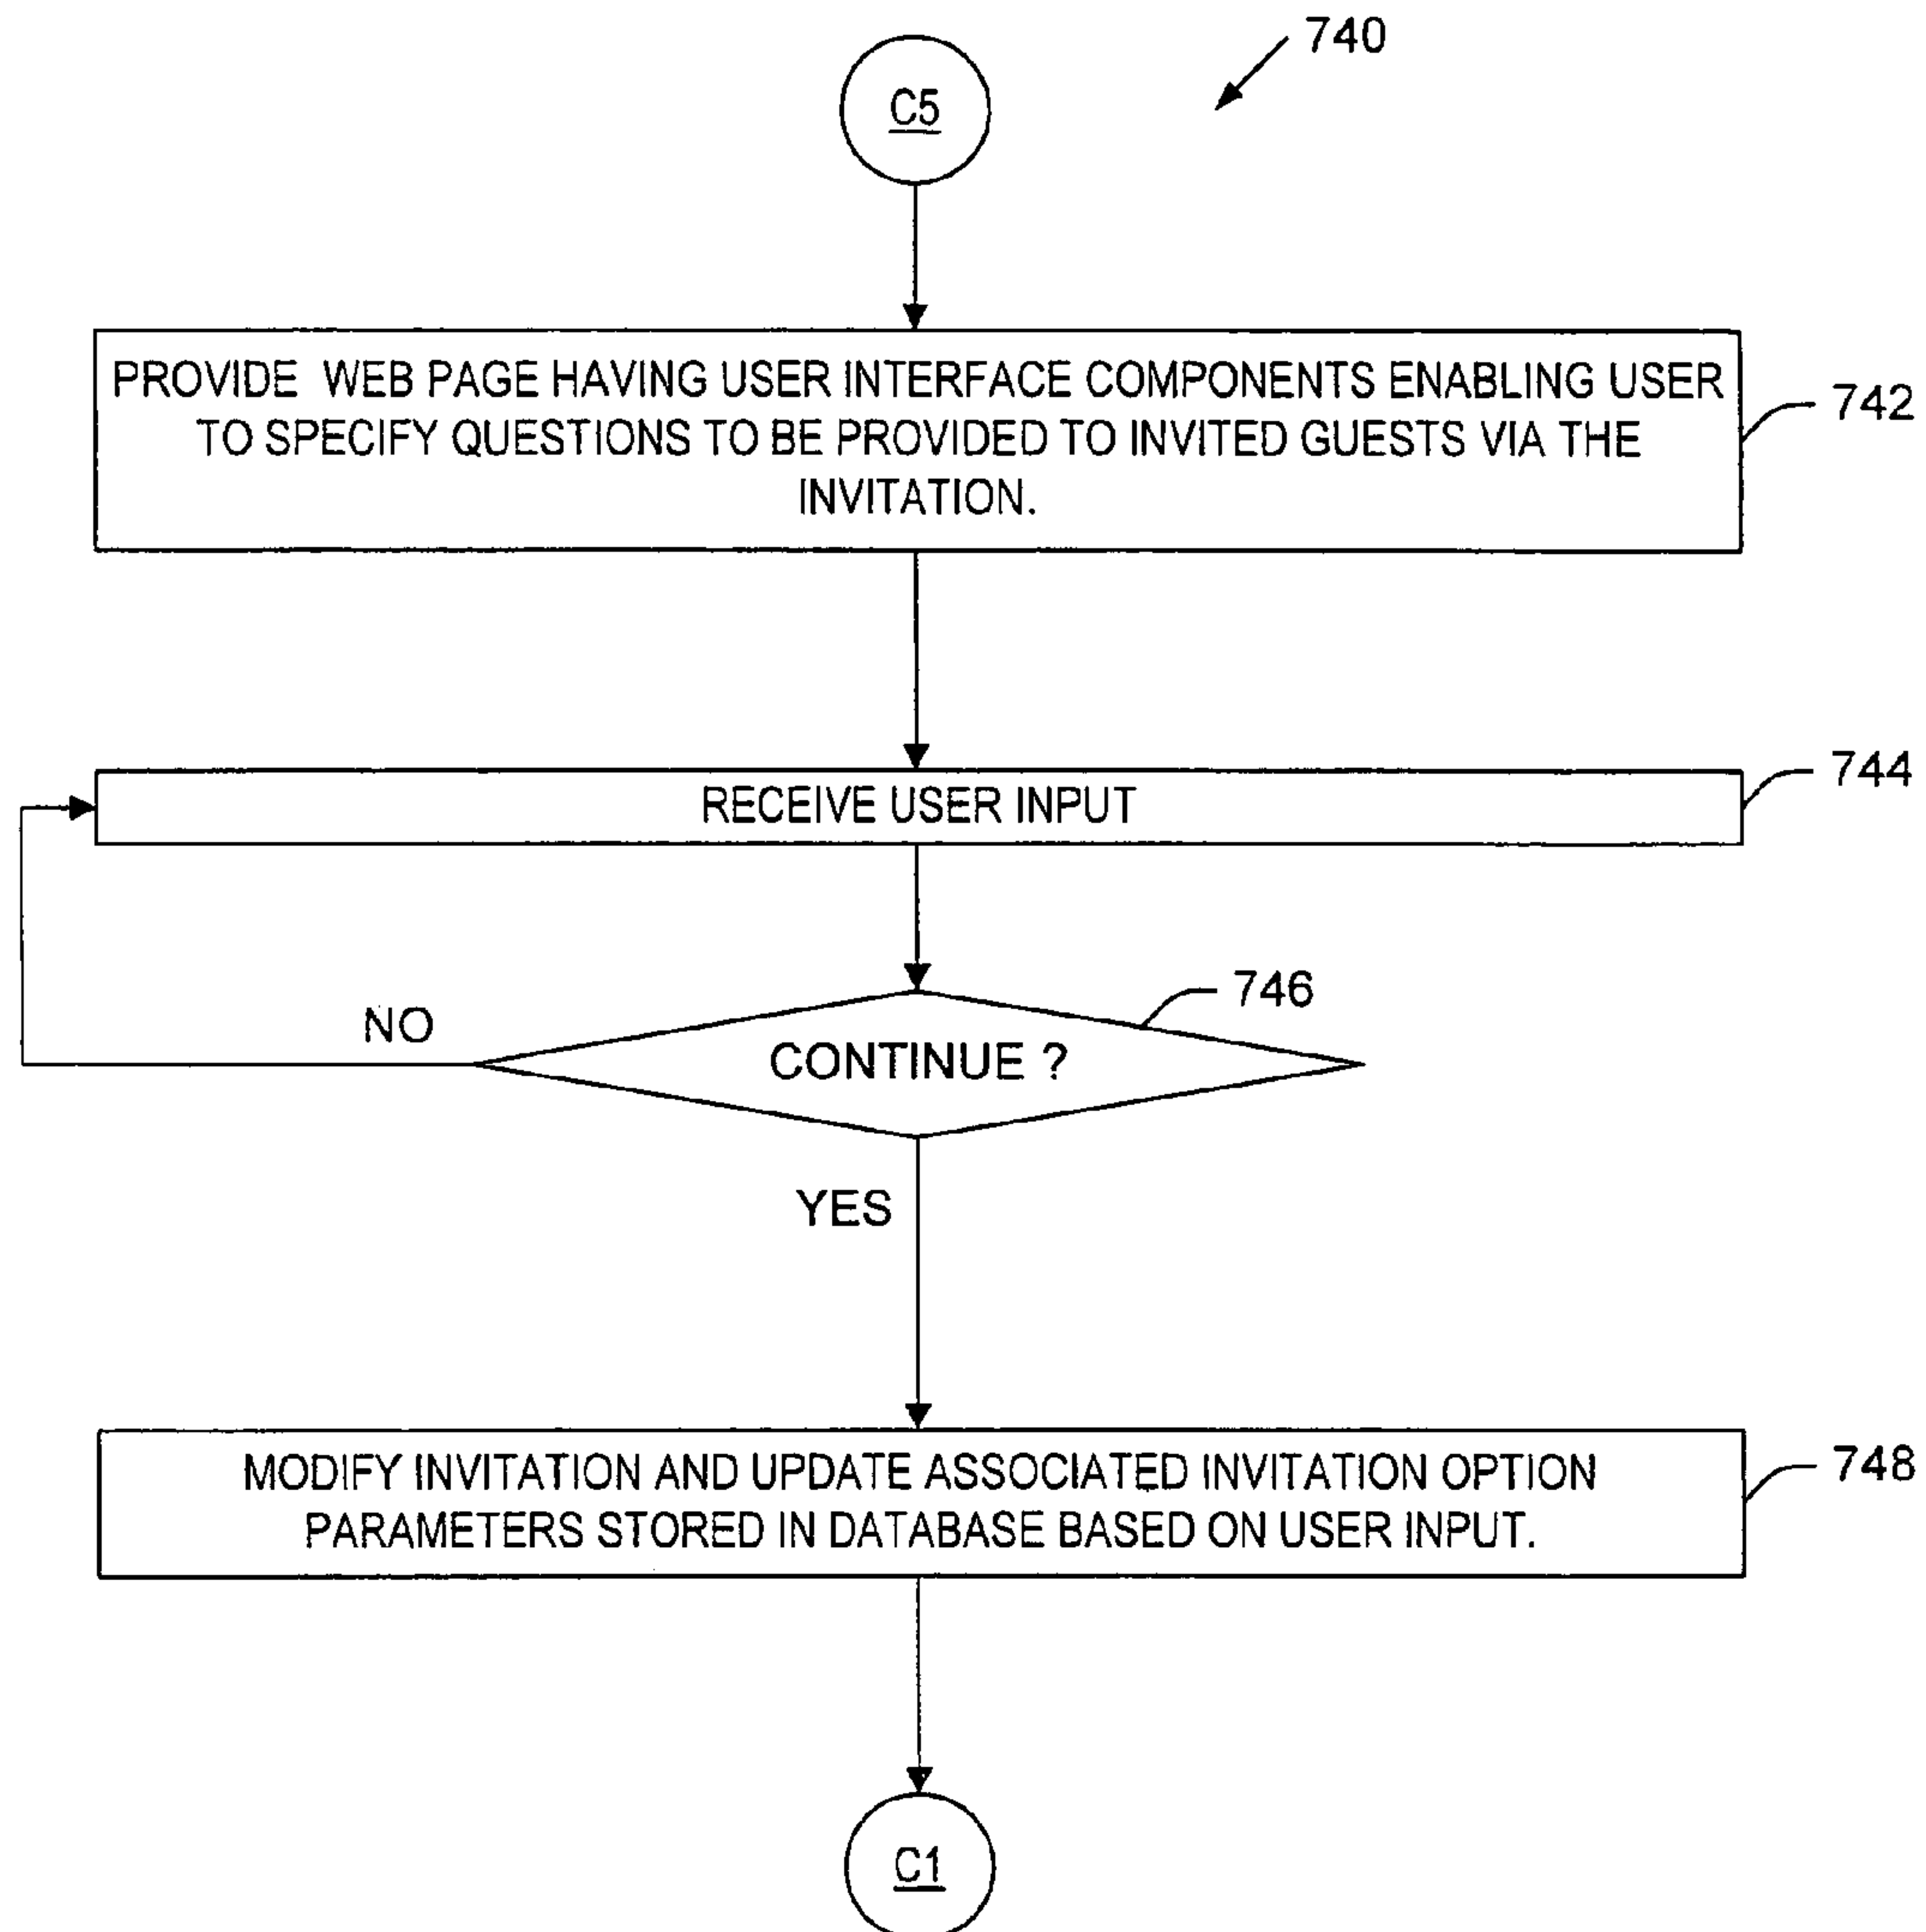 740
C5
PROVIDE WEB PAGE HAVING USER INTERFACE COMPONENTS ENABLING USER
TO SPECIFY QUESTIONS TO BE PROVIDED TO INVITED GUESTS VIA THE
INVITATION.
742
RECEIVE USER INPUT
744
746
NO
CONTINUE ?
YES
MODIFY INVITATION AND UPDATE ASSOCIATED INVITATION OPTION
PARAMETERS STORED IN DATABASE BASED ON USER INPUT.
748
C1